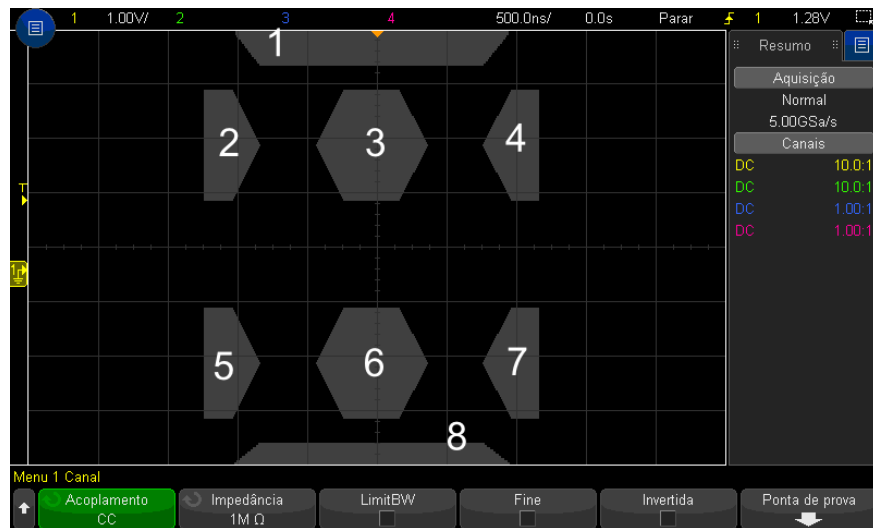 1 1.00V/ 2 3 4 500.0ns/ 0.0s Parar 1 1.28V
1
Resumo
Aquisição
Normal
5.00GSa/s
2 3 4
Canais
DC 10.0:1
T
DC 10.0:1
DC 1.00:1
DC 1.00:1
1
5 6 7
8
Menu 1 Canal
Acoplamento Impedância LimitBW Fine Invertida Ponta de prova
CC 1M Ω